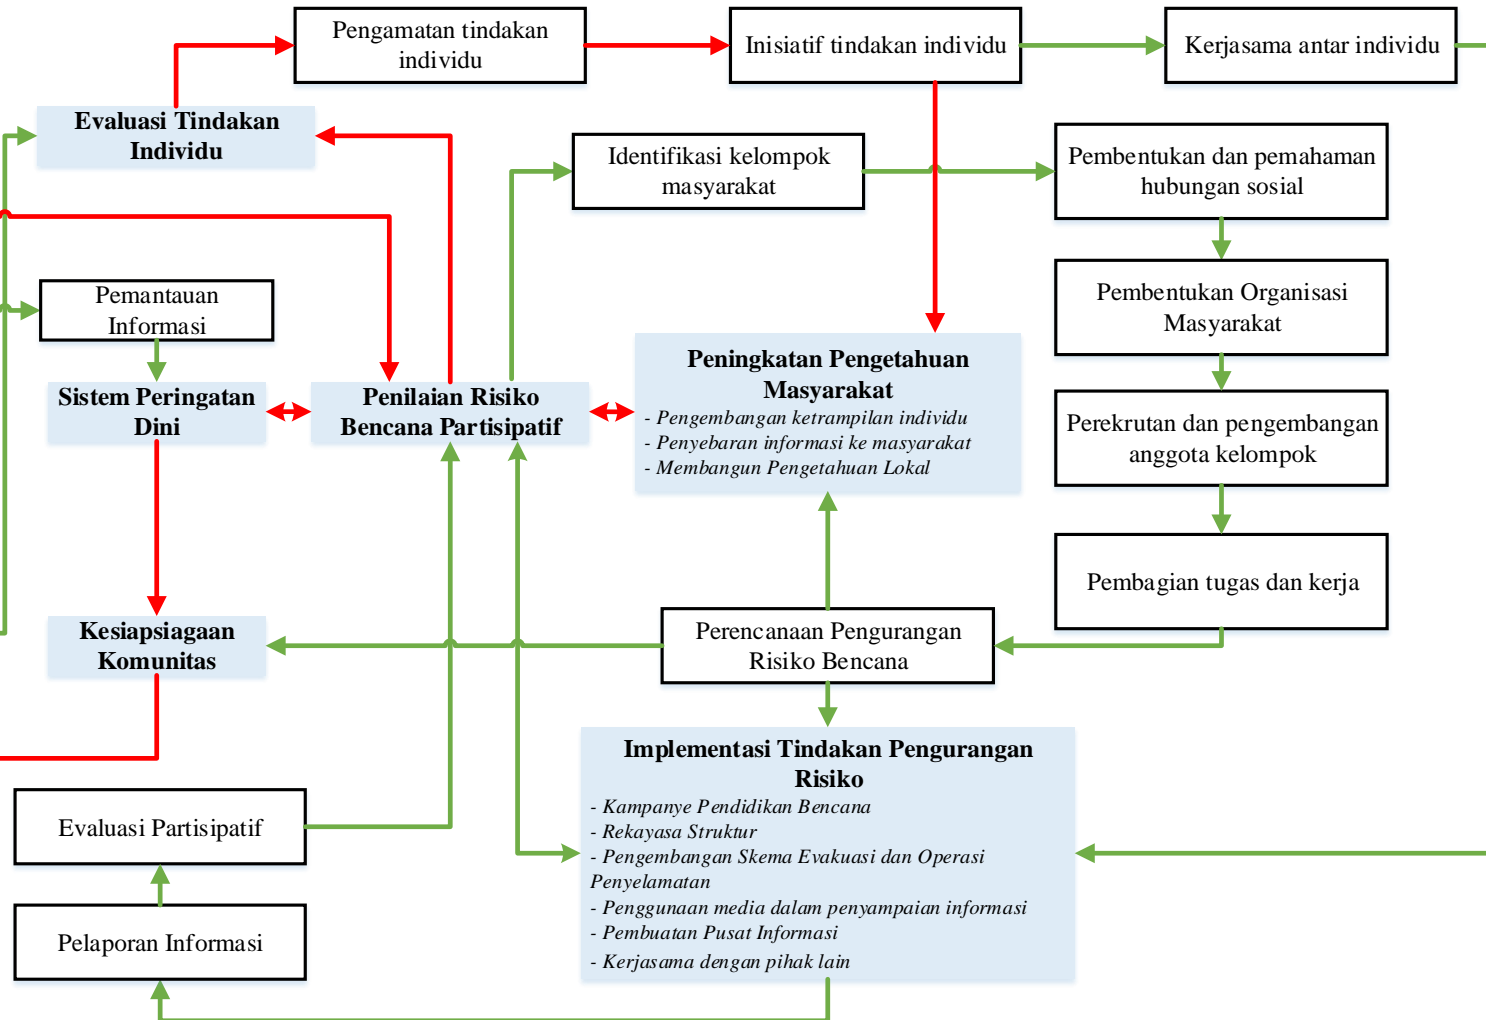 Pengamatan tindakan
individu
Inisiatif tindakan individu
Kerjasama antar individu
Evaluasi Tindakan
Individu
Identifikasi kelompok
masyarakat
Pembentukan dan pemahaman
hubungan sosial
Pemantauan
Informasi
Pembentukan Organisasi
Masyarakat
Sistem Peringatan
Dini
Penilaian Risiko
Bencana Partisipatif
Peningkatan Pengetahuan
Masyarakat
- Pengembangan ketrampilan individu
- Penyebaran informasi ke masyarakat
- Membangun Pengetahuan Lokal
Perekrutan dan pengembangan
anggota kelompok
Pembagian tugas dan kerja
Kesiapsiagaan
Komunitas
Perencanaan Pengurangan
Risiko Bencana
Implementasi Tindakan Pengurangan
Risiko
- Kampanye Pendidikan Bencana
- Rekayasa Struktur
- Pengembangan Skema Evakuasi dan Operasi
Penyelamatan
- Penggunaan media dalam penyampaian informasi
- Pembuatan Pusat Informasi
- Kerjasama dengan pihak lain
Evaluasi Partisipatif
Pelaporan Informasi